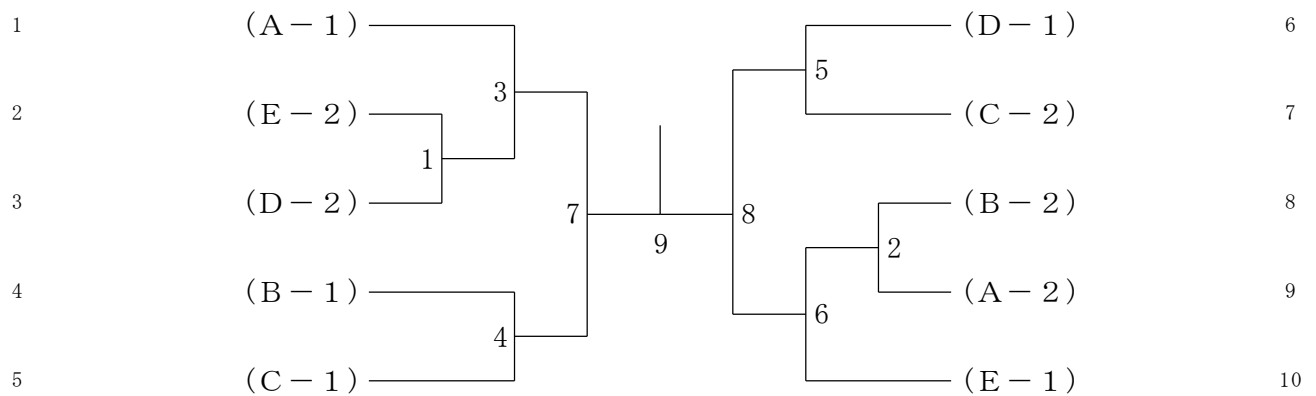 1 (A－1) (D－1) 6
3 5
2 (E－2) (C－2) 7
1
3 (D－2) (B－2) 8
7 9 8
2
4 (B－1) (A－2) 9
4 6
5 (C－1) (E－1) 10